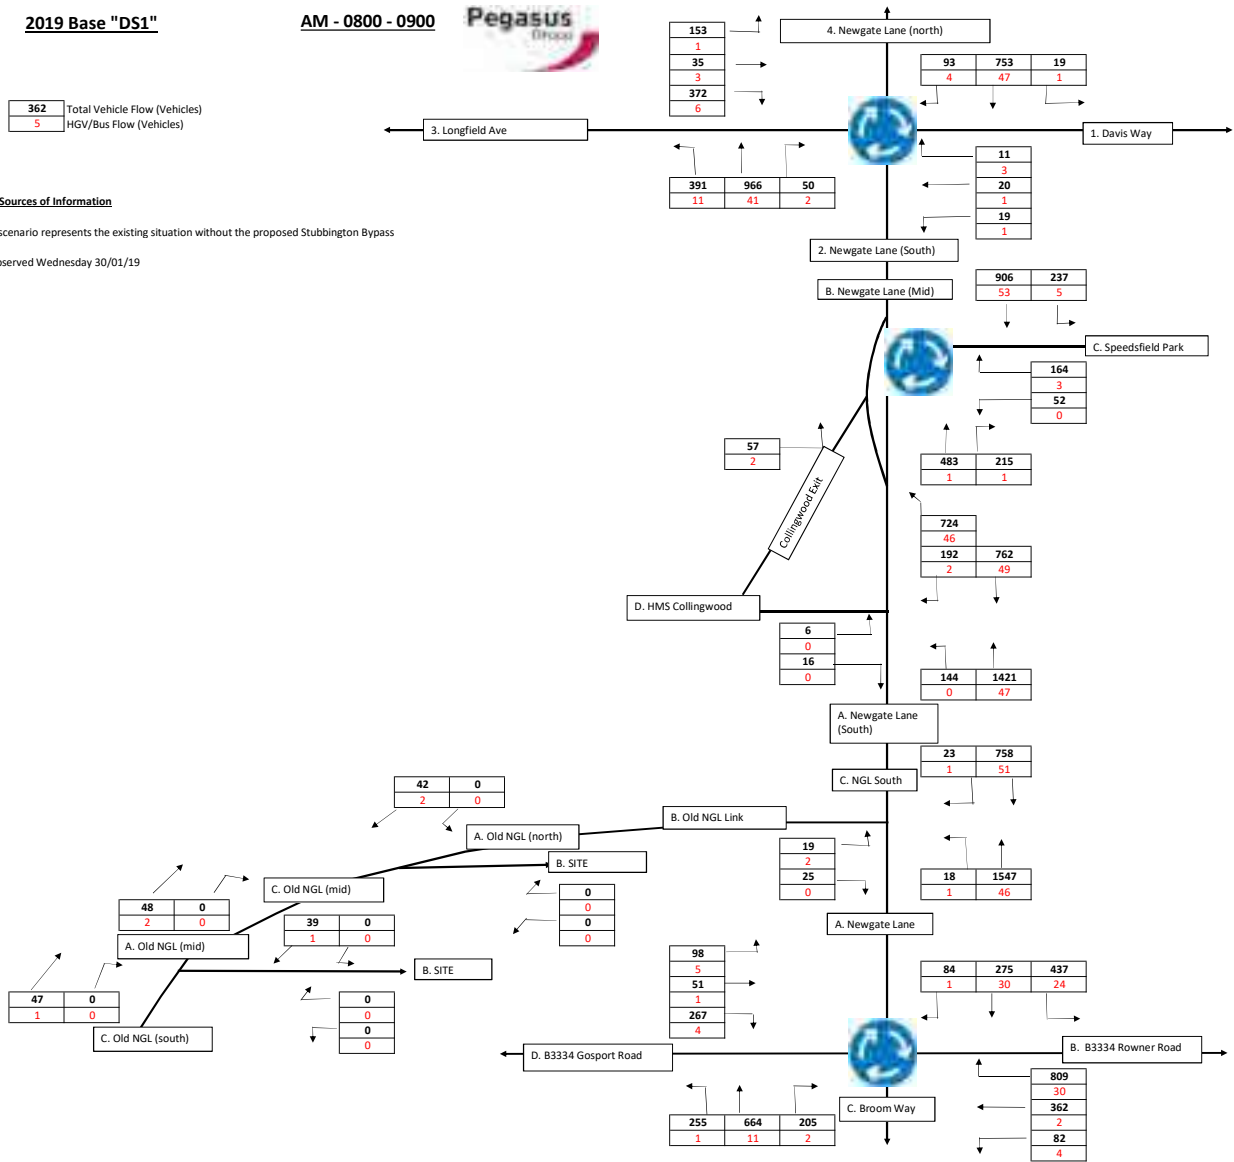 2019 Base "DS1"
AM - 0800 - 0900
Pegasus
Group
362 Total Vehicle Flow (Vehicles)
5 HGV/Bus Flow (Vehicles)
Sources of Information
scenario represents the existing situation without the proposed Stubbington Bypass
served Wednesday 30/01/19
4. Newgate Lane (north)
153
1
35
3
372
6
93 753 19
4 47 1
3. Longfield Ave
1. Davis Way
391 966 50
11 41 2
11
3
20
1
19
1
2. Newgate Lane (South)
B. Newgate Lane (Mid)
906 237
53 5
C. Speedsfield Park
164
3
52
0
57
2
483 215
1 1
Collingwood Exit
724
46
192 762
2 49
D. HMS Collingwood
6
0
16
0
144 1421
0 47
A. Newgate Lane
(South)
23 758
1 51
C. NGL South
42 0
2 0
B. Old NGL Link
A. Old NGL (north)
19
2
25
0
18 1547
1 46
B. SITE
C. Old NGL (mid)
0
0
0
0
48 0
2 0
39 0
1 0
A. Newgate Lane
A. Old NGL (mid)
B. SITE
98
5
51
1
267
4
84 275 437
1 30 24
47 0
1 0
0
0
0
0
C. Old NGL (south)
D. B3334 Gosport Road
B. B3334 Rowner Road
C. Broom Way
255 664 205
1 11 2
809
30
362
2
82
4